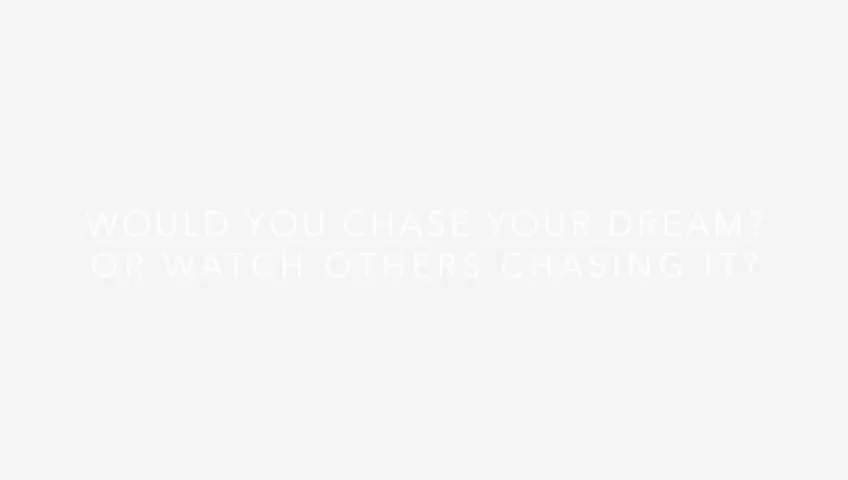 WOULD YOU CHASE YOUR DREAM?
OR WATCH OTHERS CHASING IT?